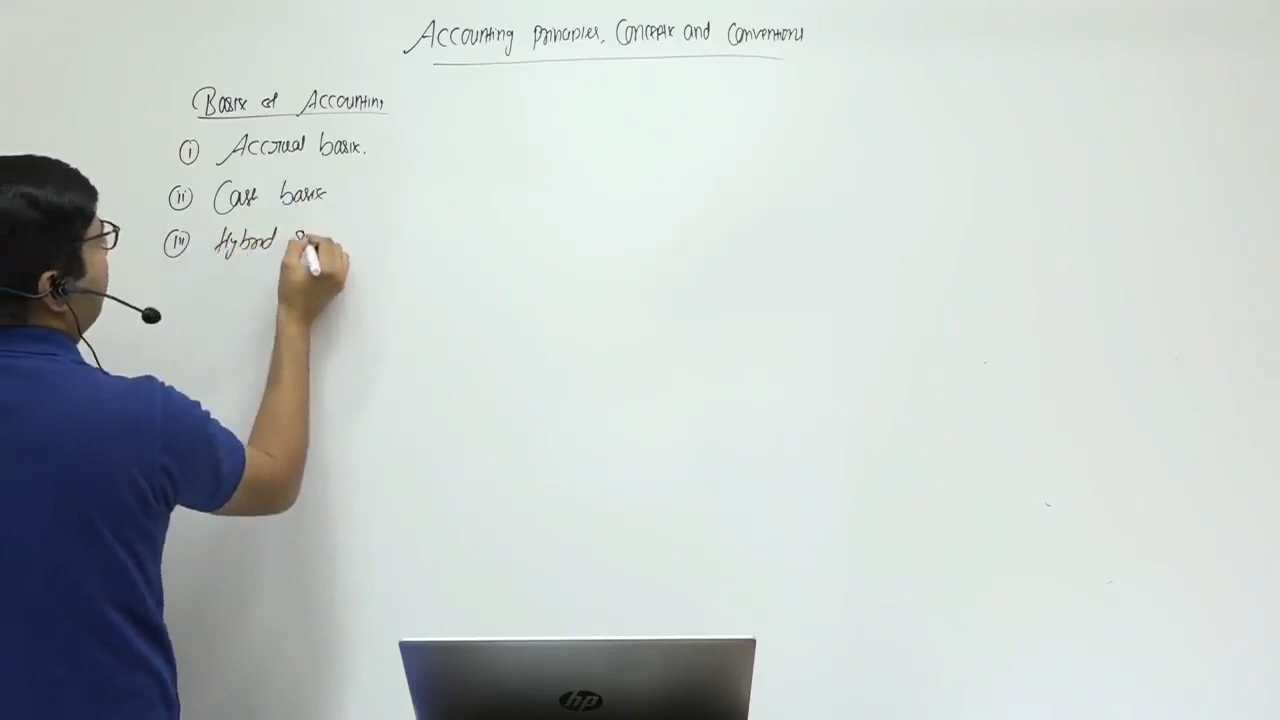 Accounting principles, Concepts and Conventions
Basis of Accounting
(i) Accrual basis.
(ii) Cash basis
(iii) Hybrid
hp